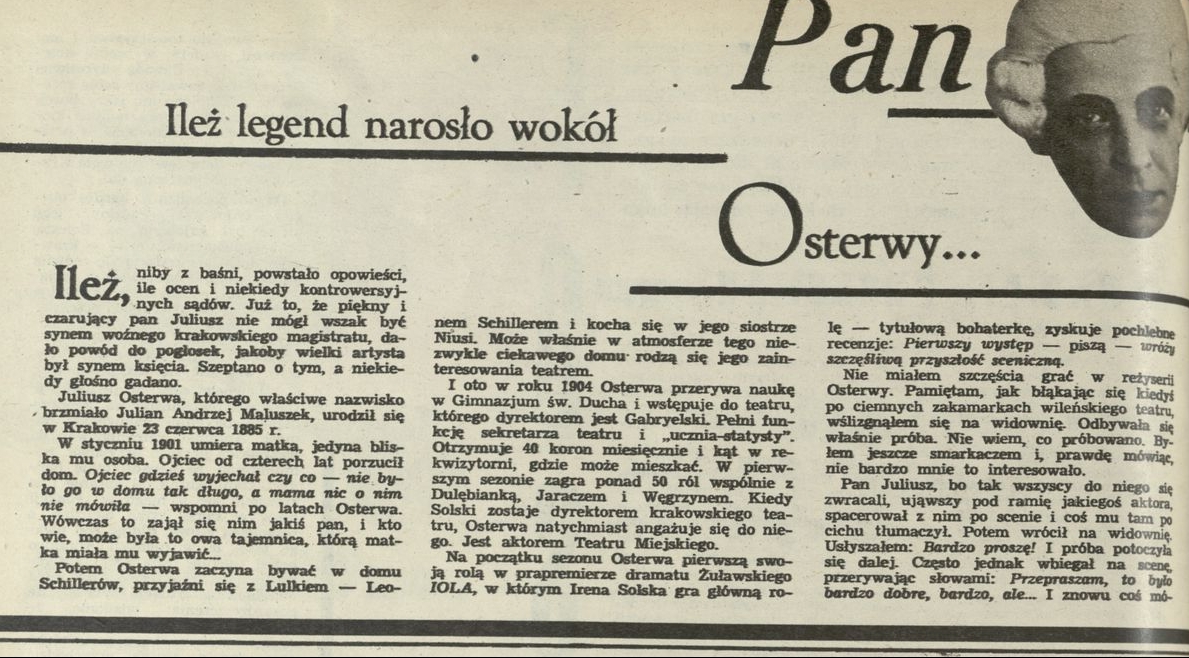 Pan
Ileż legend narosło wokół
Osterwy...
Ileż, niby z baśni, powstało opowieści,
ile ocen i niekiedy kontrowersyj-
nych sądów. Już to, że piękny i
czarujący pan Juliusz nie mógł wszak być
synem woźnego krakowskiego magistratu, da-
ło powód do pogłosek, jakoby wielki artysta
był synem księcia. Szeptano o tym, a niekie-
dy głośno gadano.
Juliusz Osterwa, którego właściwe nazwisko
brzmiało Julian Andrzej Maluszek, urodził się
w Krakowie 23 czerwca 1885 r.
W styczniu 1901 umiera matka, jedyna blis-
ka mu osoba. Ojciec od czterech lat porzucił
dom. Ojciec gdzieś wyjechał czy co — nie by-
ło go w domu tak długo, a mama nic o nim
nie mówiła — wspomni po latach Osterwa.
Wówczas to zajął się nim jakiś pan, i kto
wie, może była to owa tajemnica, którą mat-
ka miała mu wyjawić...
Potem Osterwa zaczyna bywać w domu
Schillerów, przyjaźni się z Lulkiem — Leo-
nem Schillerem i kocha się w jego siostrze
Niusi. Może właśnie w atmosferze tego nie-
zwykle ciekawego domu rodzą się jego zain-
teresowania teatrem.
I oto w roku 1904 Osterwa przerywa naukę
w Gimnazjum św. Ducha i wstępuje do teatru,
którego dyrektorem jest Gabryelski. Pełni fun-
kcję sekretarza teatru i „ucznia-statysty”.
Otrzymuje 40 koron miesięcznie i kąt w re-
kwizytorni, gdzie może mieszkać. W pierw-
szym sezonie zagra ponad 50 ról wspólnie z
Dulębianką, Jaraczem i Węgrzynem. Kiedy
Solski zostaje dyrektorem krakowskiego tea-
tru, Osterwa natychmiast angażuje się do nie-
go. Jest aktorem Teatru Miejskiego.
Na początku sezonu Osterwa pierwszą swo-
ją rolą w prapremierze dramatu Żuławskiego
IOLA, w którym Irena Solska gra główną ro-
lę — tytułową bohaterkę, zyskuje pochlebne
recenzje: Pierwszy występ — piszą — wróży
szczęśliwą przyszłość sceniczną.
Nie miałem szczęścia grać w reżyserii
Osterwy. Pamiętam, jak błąkając się kiedyś
po ciemnych zakamarkach wileńskiego teatru,
wślizgnąłem się na widownię. Odbywała się
właśnie próba. Nie wiem, co próbowano. By-
łem jeszcze smarkaczem i, prawdę mówiąc,
nie bardzo mnie to interesowało.
Pan Juliusz, bo tak wszyscy do niego się
zwracali, ująwszy pod ramię jakiegoś aktora,
spacerował z nim po scenie i coś mu tam po
cichu tłumaczył. Potem wrócił na widownię.
Usłyszałem: Bardzo proszę! I próba potoczyła
się dalej. Często jednak wbiegał na scenę,
przerywając słowami: Przepraszam, to było
bardzo dobre, bardzo, ale... I znowu coś mó-